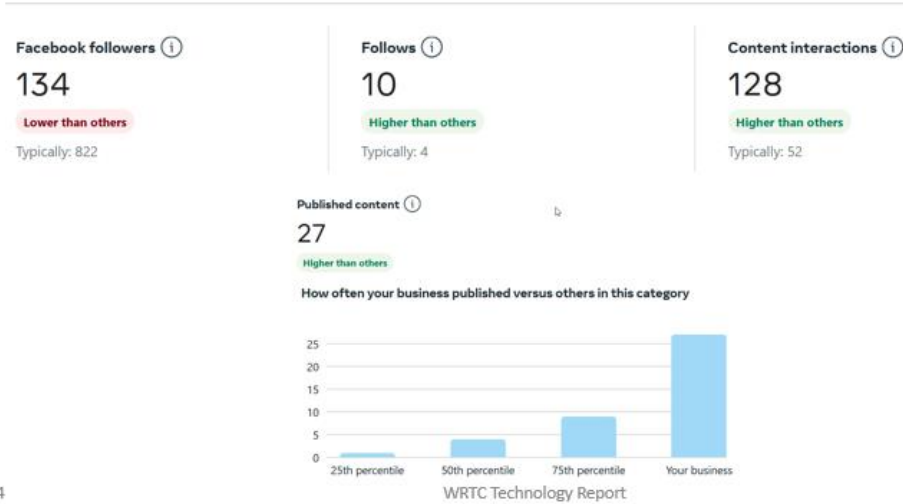 Facebook followers
134
Lower than others
Typically: 822
Follows
10
Higher than others
Typically: 4
Content interactions
128
Higher than others
Typically: 52
Published content
27
Higher than others
How often your business published versus others in this category
25
20
15
10
5
0
25th percentile 50th percentile 75th percentile Your business
4
WRTC Technology Report